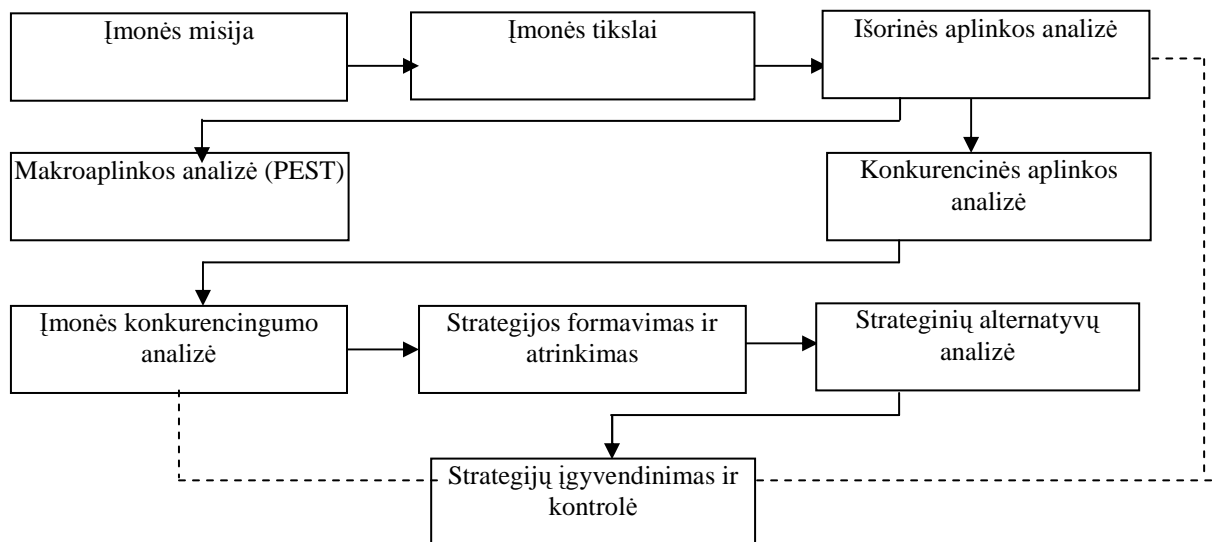 Įmonės misija
Įmonės tikslai
Išorinės aplinkos analizė
Makroaplinkos analizė (PEST)
Konkurencinės aplinkos
analizė
Įmonės konkurencingumo
analizė
Strategijos formavimas ir
atrinkimas
Strateginių alternatyvų
analizė
Strategijų įgyvendinimas ir
kontrolė